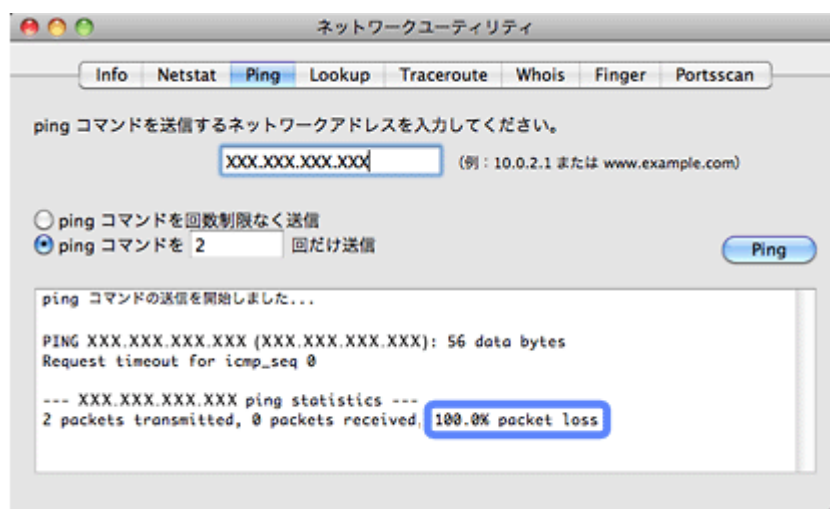 ネットワークユーティリティ
Info Netstat Ping Lookup Traceroute Whois Finger Portsscan
ping コマンドを送信するネットワークアドレスを入力してください。
XXX.XXX.XXX.XXX (例：10.0.2.1 または www.example.com)
ping コマンドを回数制限なく送信
ping コマンドを 2 回だけ送信
Ping
ping コマンドの送信を開始しました...
PING XXX.XXX.XXX.XXX (XXX.XXX.XXX.XXX): 56 data bytes
Request timeout for icmp_seq 0
--- XXX.XXX.XXX.XXX ping statistics ---
2 packets transmitted, 0 packets received, 100.0% packet loss